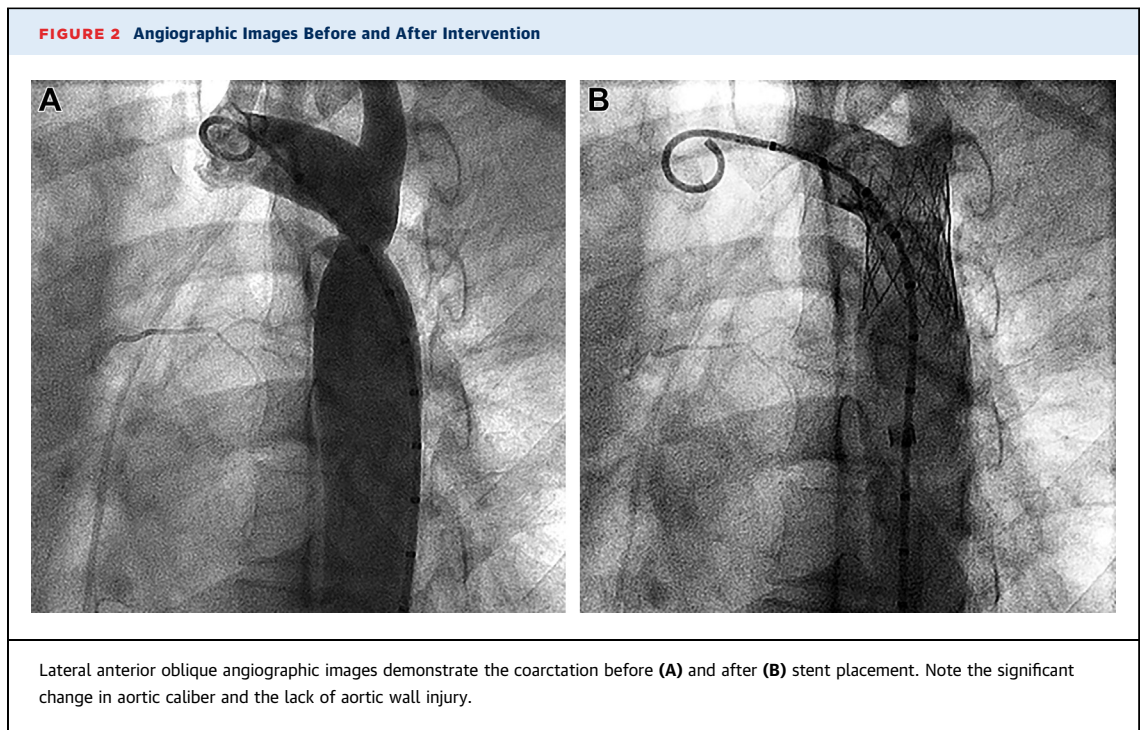 FIGURE 2 Angiographic Images Before and After Intervention
A
B
Lateral anterior oblique angiographic images demonstrate the coarctation before (A) and after (B) stent placement. Note the significant
change in aortic caliber and the lack of aortic wall injury.